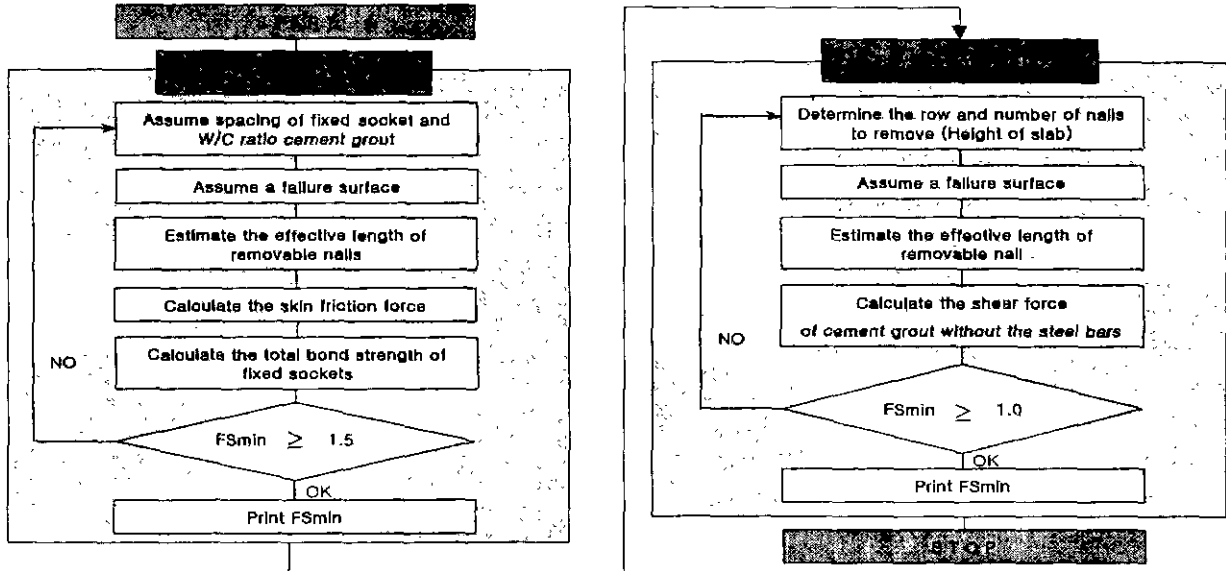 Assume spacing of fixed socket and
W/C ratio cement grout
Assume a failure surface
Estimate the effective length of
removable nails
Calculate the skin friction force
Calculate the total bond strength of
fixed sockets
NO
FSmin ≥ 1.5
OK
Print FSmin
Determine the row and number of nails
to remove (Height of slab)
Assume a failure surface
Estimate the effective length of
removable nail
Calculate the shear force
of cement grout without the steel bars
NO
FSmin ≥ 1.0
OK
Print FSmin
STOP